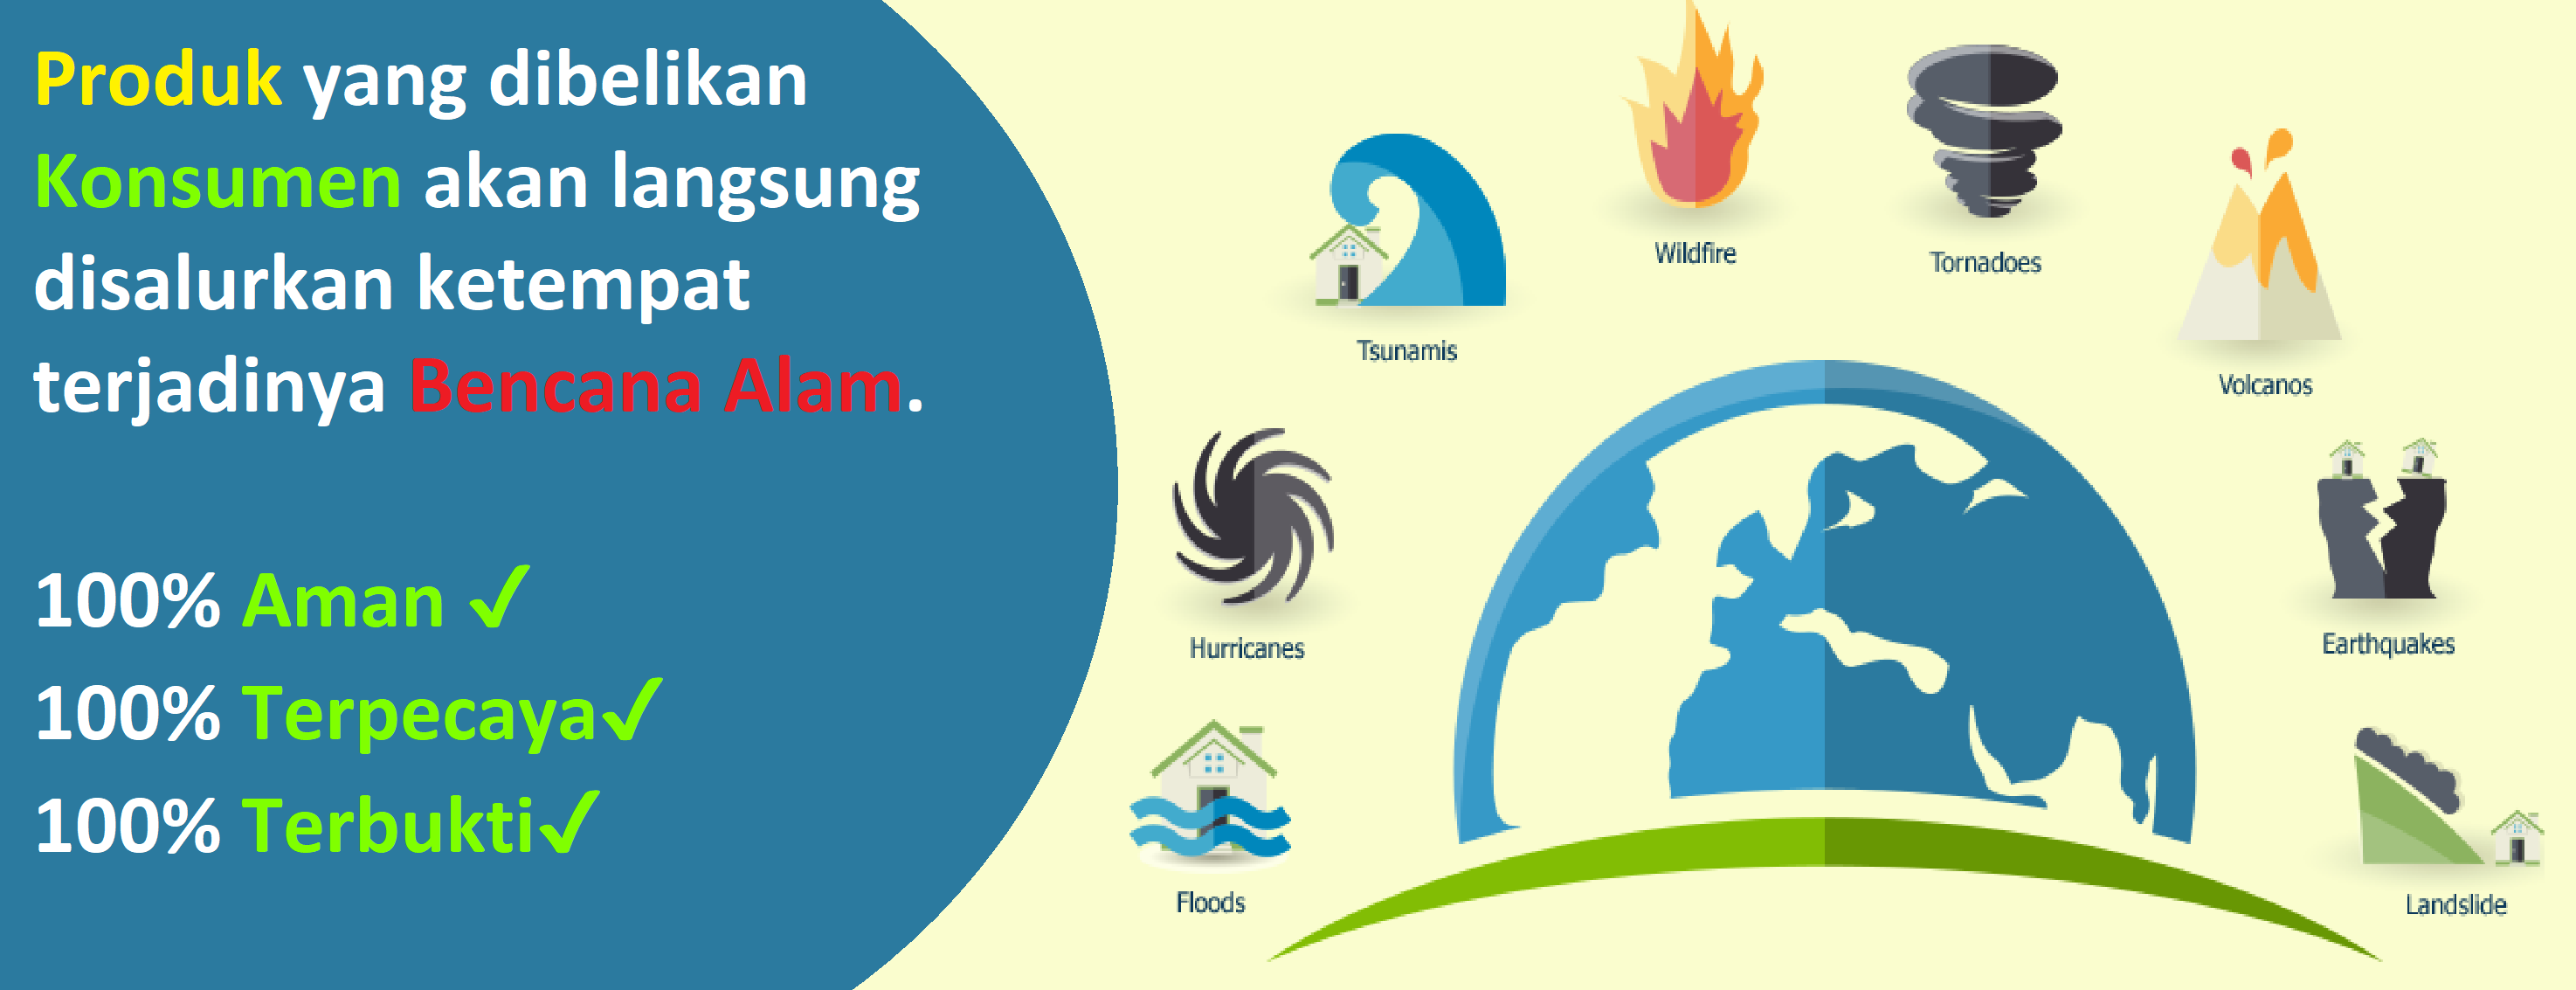 Produk yang dibelikan
Konsumen akan langsung
disalurkan ketempat
terjadinya Bencana Alam.
100% Aman ✓
100% Terpecaya✓
100% Terbukti✓
Wildfire
Tornadoes
Tsunamis
Volcanos
Hurricanes
Earthquakes
Floods
Landslide